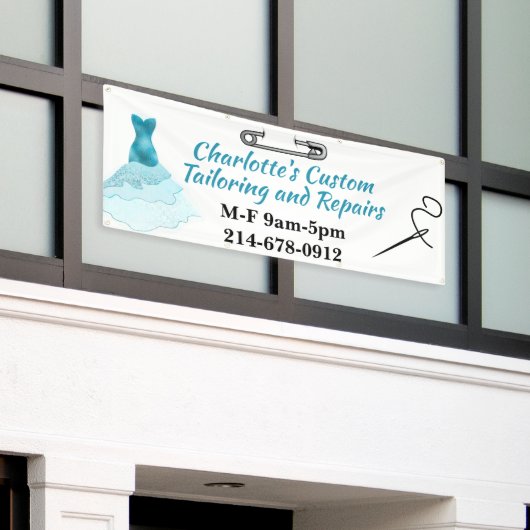 Charlotte's Custom
Tailoring and Repairs
M-F 9am-5pm
214-678-0912